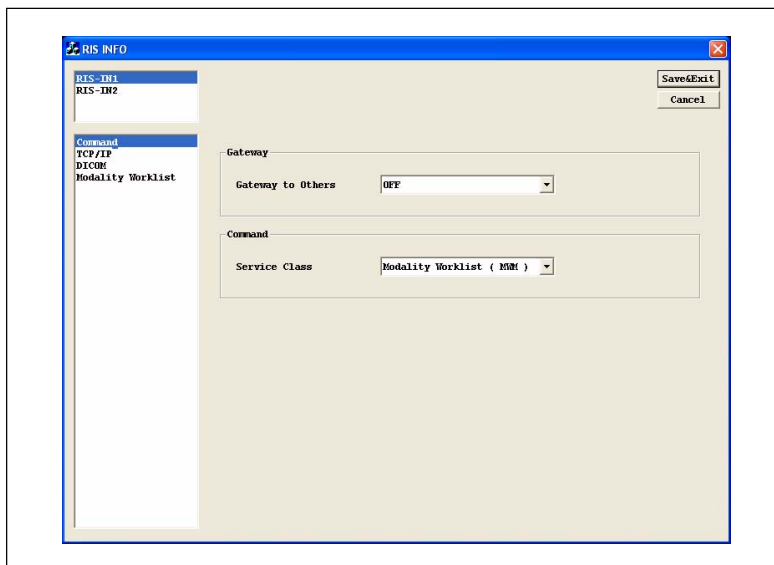 RIS INFO
RIS-IN1
RIS-IN2
Save&Exit
Cancel
Command
TCP/IP
DICOM
Modality Worklist
Gateway
Gateway to Others
OFF
Command
Service Class
Modality Worklist ( MWM )